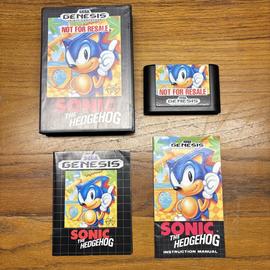 SEGA
GENESIS
NOT FOR RESALE
SONIC
THE HEDGEHOG
NOT FOR RESALE
GENESIS
SEGA
GENESIS
SONIC
THE HEDGEHOG
GENESIS
SONIC
THE HEDGEHOG
INSTRUCTION MANUAL